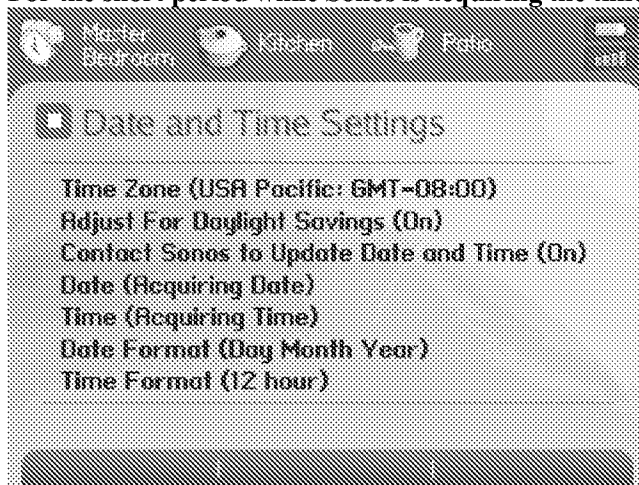 Master Bedroom
Kitchen
Patio
Date and Time Settings
Time Zone (USA Pacific: GMT-08:00)
Adjust For Daylight Savings (On)
Contact Sonos to Update Date and Time (On)
Date (Acquiring Date)
Time (Acquiring Time)
Date Format (Day Month Year)
Time Format (12 hour)